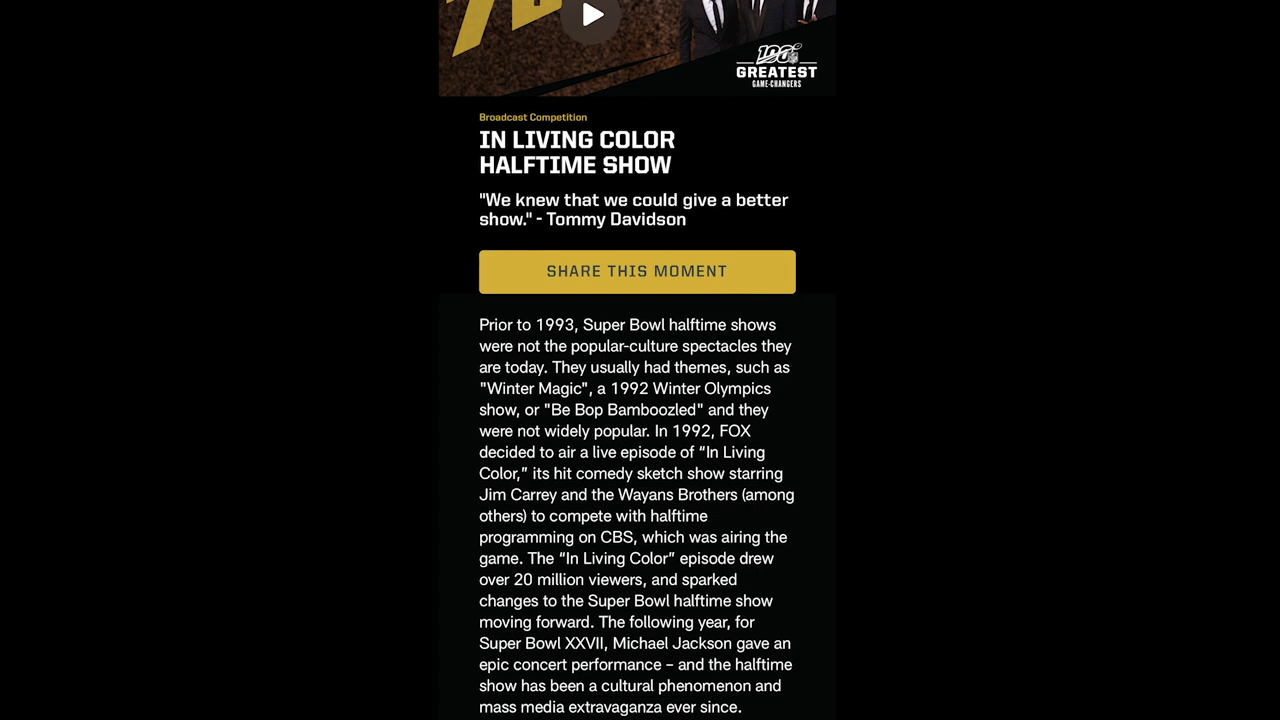 100
GREATEST
GAME-CHANGERS
Broadcast Competition
IN LIVING COLOR
HALFTIME SHOW
"We knew that we could give a better
show." - Tommy Davidson
SHARE THIS MOMENT
Prior to 1993, Super Bowl halftime shows
were not the popular-culture spectacles they
are today. They usually had themes, such as
"Winter Magic", a 1992 Winter Olympics
show, or "Be Bop Bamboozled" and they
were not widely popular. In 1992, FOX
decided to air a live episode of “In Living
Color,” its hit comedy sketch show starring
Jim Carrey and the Wayans Brothers (among
others) to compete with halftime
programming on CBS, which was airing the
game. The “In Living Color” episode drew
over 20 million viewers, and sparked
changes to the Super Bowl halftime show
moving forward. The following year, for
Super Bowl XXVII, Michael Jackson gave an
epic concert performance – and the halftime
show has been a cultural phenomenon and
mass media extravaganza ever since.